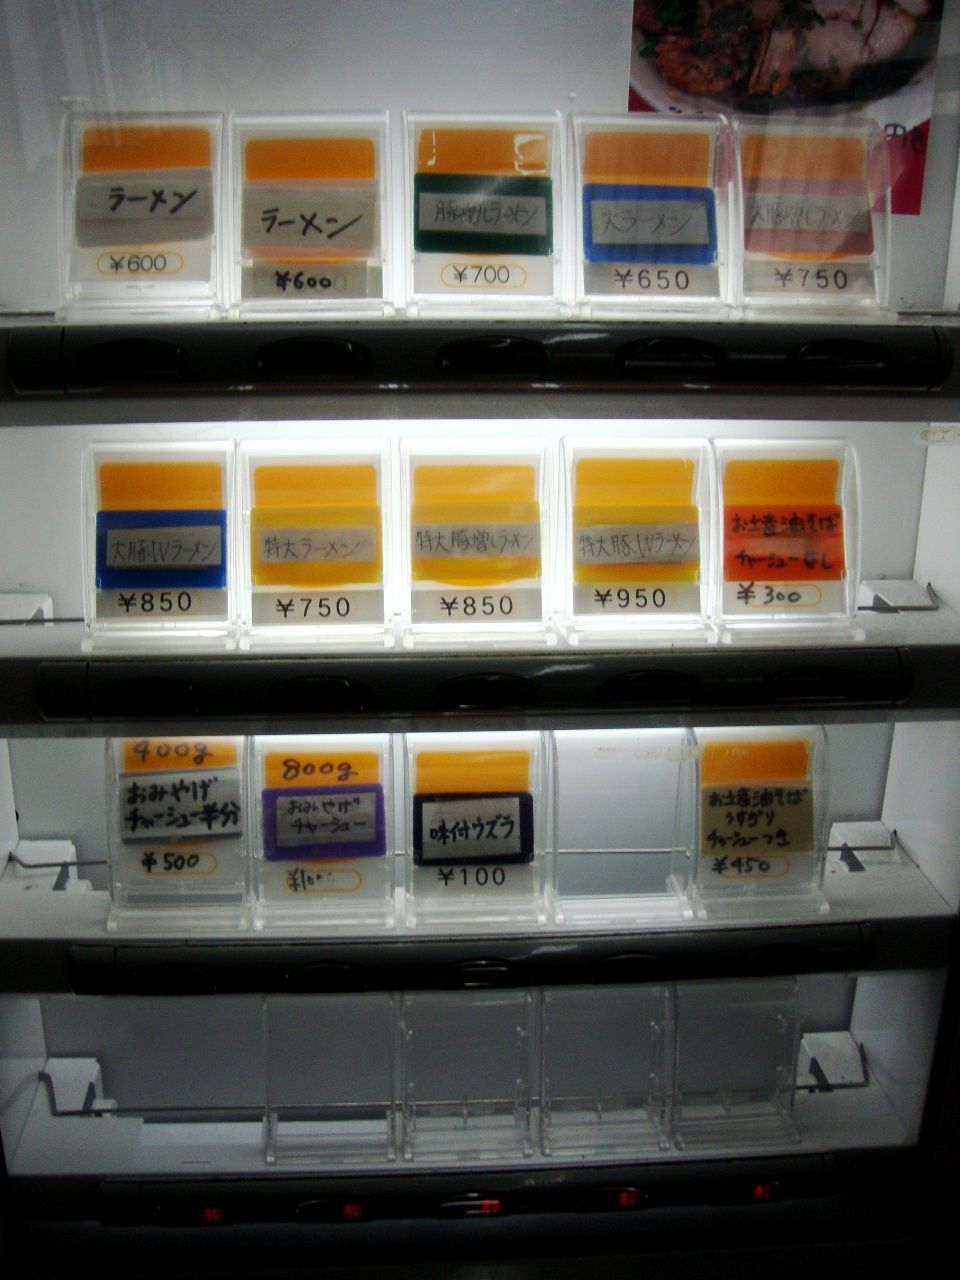 ラーメン
¥600
ラーメン
¥600
豚増しラーメン
¥700
大ラーメン
¥650
大豚増しラーメン
¥750
大豚Wラーメン
¥850
特大ラーメン
¥750
特大豚増しラーメン
¥850
特大豚Wラーメン
¥950
お土産油そば
チャーシューなし
¥300
400g
おみやげ
チャーシュー半分
¥500
800g
おみやげ
チャーシュー
味付ウズラ
¥100
お土産油そば
うすぎり
チャーシューつき
¥450